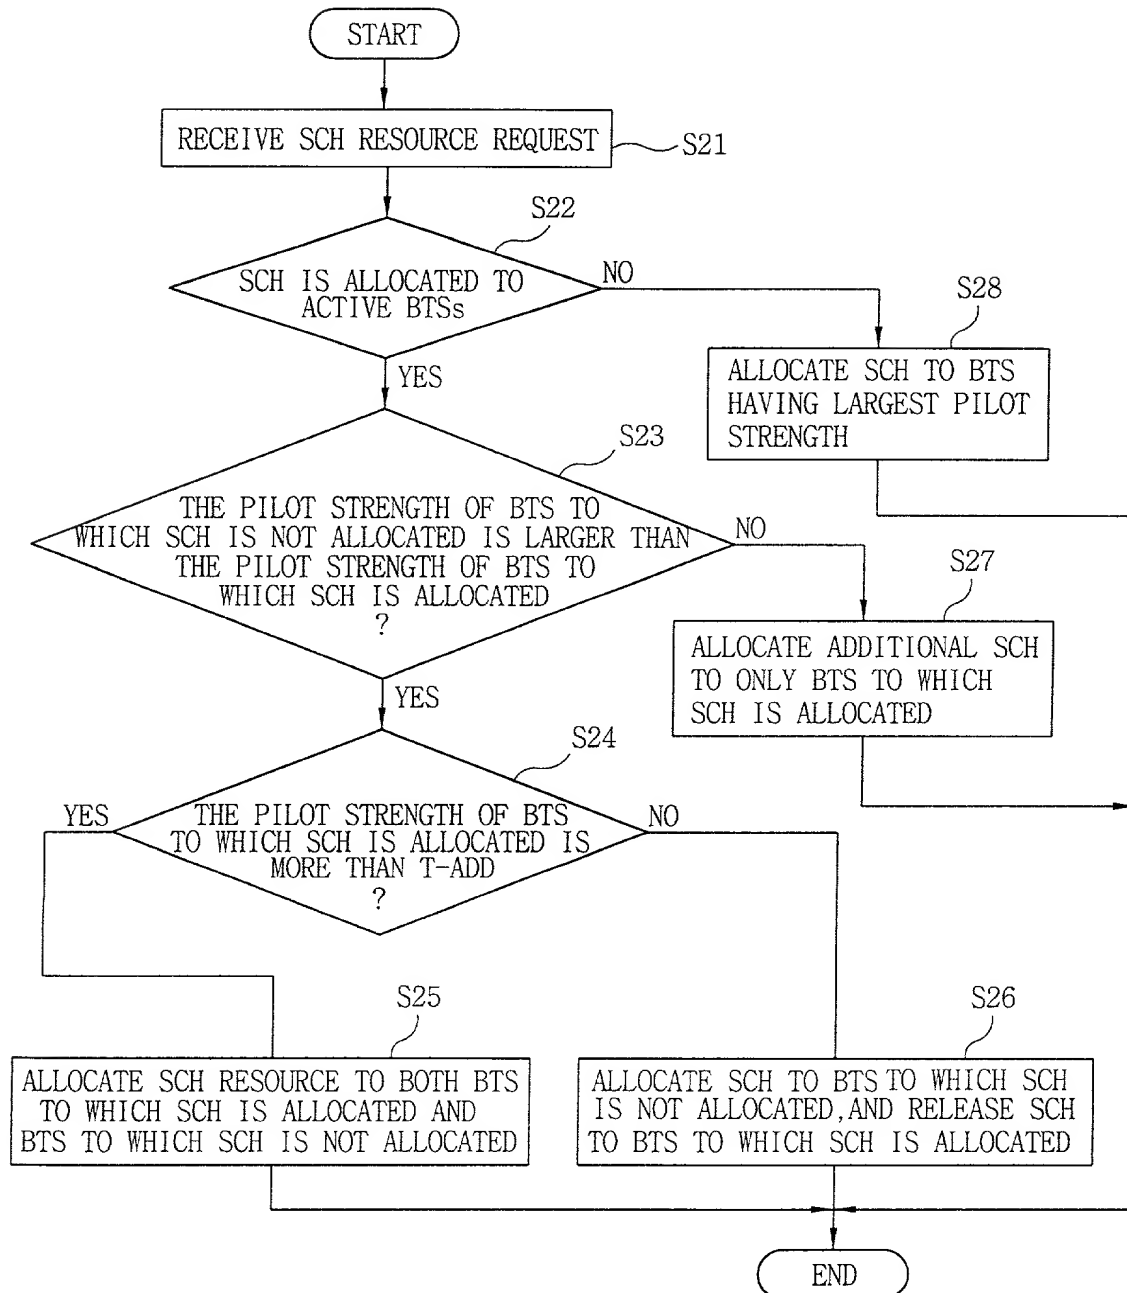 START
RECEIVE SCH RESOURCE REQUEST
S21
S22
SCH IS ALLOCATED TO
ACTIVE BTSs
NO
YES
S28
ALLOCATE SCH TO BTS
HAVING LARGEST PILOT
STRENGTH
S23
THE PILOT STRENGTH OF BTS TO
WHICH SCH IS NOT ALLOCATED IS LARGER THAN
THE PILOT STRENGTH OF BTS TO
WHICH SCH IS ALLOCATED
?
NO
YES
S27
ALLOCATE ADDITIONAL SCH
TO ONLY BTS TO WHICH
SCH IS ALLOCATED
S24
THE PILOT STRENGTH OF BTS
TO WHICH SCH IS ALLOCATED IS
MORE THAN T-ADD
?
YES
NO
S25
ALLOCATE SCH RESOURCE TO BOTH BTS
TO WHICH SCH IS ALLOCATED AND
BTS TO WHICH SCH IS NOT ALLOCATED
S26
ALLOCATE SCH TO BTS TO WHICH SCH
IS NOT ALLOCATED,AND RELEASE SCH
TO BTS TO WHICH SCH IS ALLOCATED
END